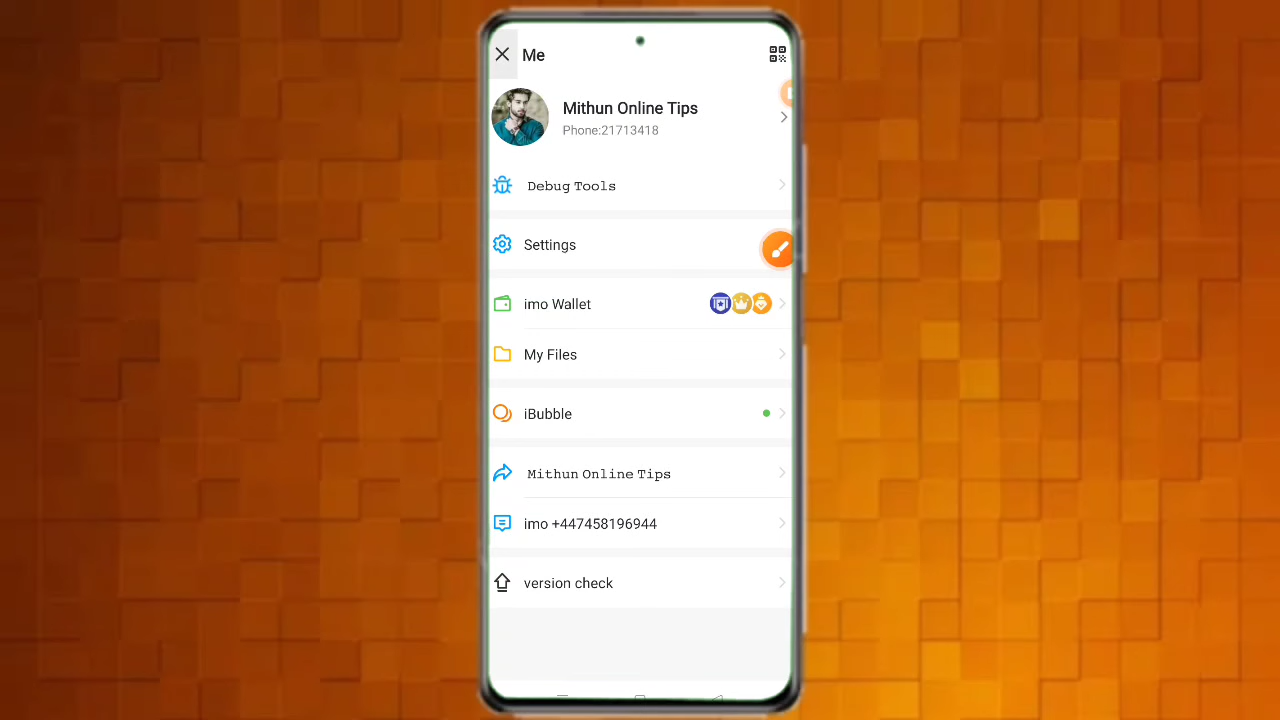 Me
Mithun Online Tips
Phone:21713418
Debug Tools
Settings
imo Wallet
My Files
iBubble
Mithun Online Tips
imo +447458196944
version check